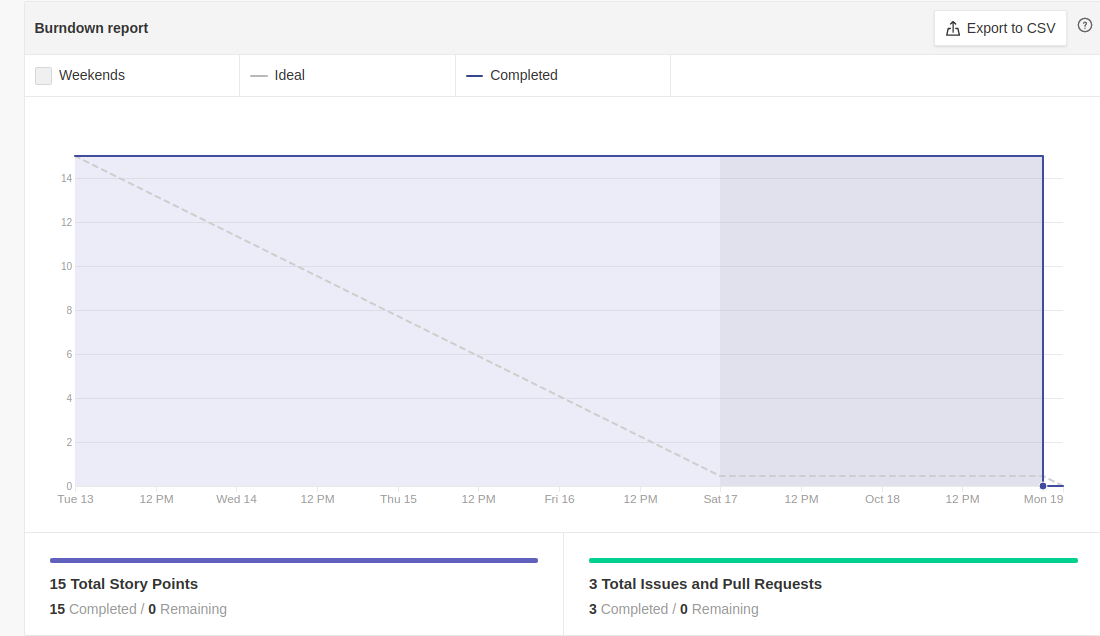 Burndown report
Export to CSV
?
Weekends
Ideal
Completed
14
12
10
8
6
4
2
0
Tue 13 12 PM Wed 14 12 PM Thu 15 12 PM Fri 16 12 PM Sat 17 12 PM Oct 18 12 PM Mon 19
15 Total Story Points
15 Completed / 0 Remaining
3 Total Issues and Pull Requests
3 Completed / 0 Remaining